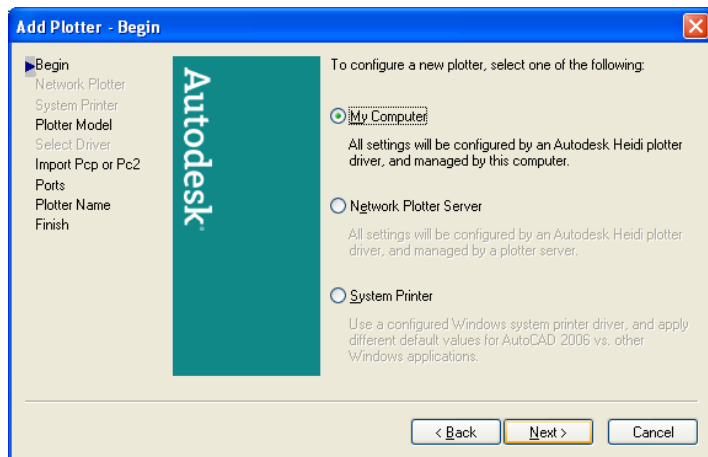 Add Plotter - Begin
Begin
Network Plotter
System Printer
Plotter Model
Select Driver
Import Pcp or Pc2
Ports
Plotter Name
Finish
Autodesk
To configure a new plotter, select one of the following:
My Computer
All settings will be configured by an Autodesk Heidi plotter
driver, and managed by this computer.
Network Plotter Server
All settings will be configured by an Autodesk Heidi plotter
driver, and managed by a plotter server.
System Printer
Use a configured Windows system printer driver, and apply
different default values for AutoCAD 2006 vs. other
Windows applications.
< Back
Next >
Cancel